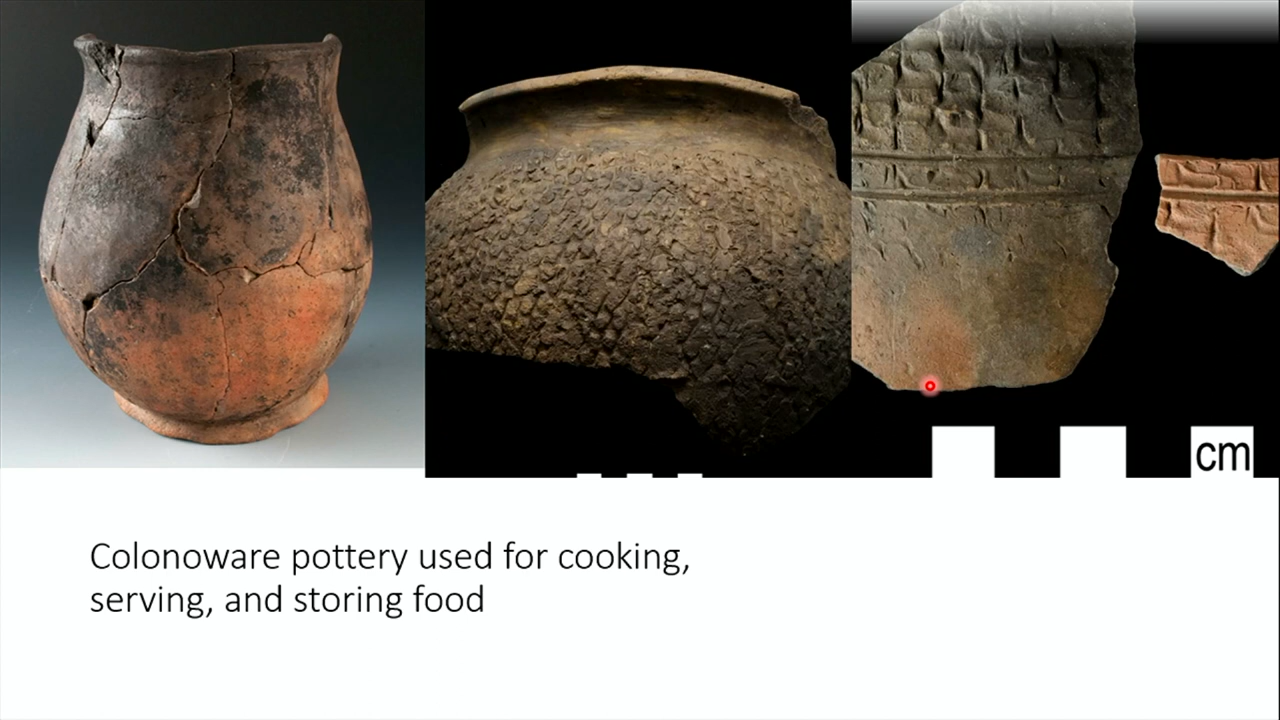 cm
Colonoware pottery used for cooking,
serving, and storing food